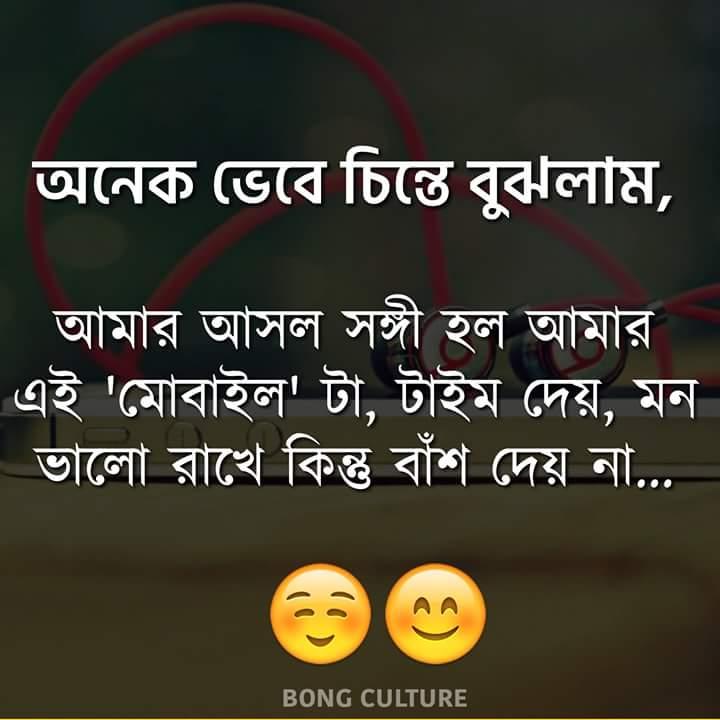 অনেক ভেবে চিন্তে বুঝলাম,
আমার আসল সঙ্গী হল আমার
এই 'মোবাইল' টা, টাইম দেয়, মন
ভালো রাখে কিন্তু বাঁশ দেয় না...
BONG CULTURE